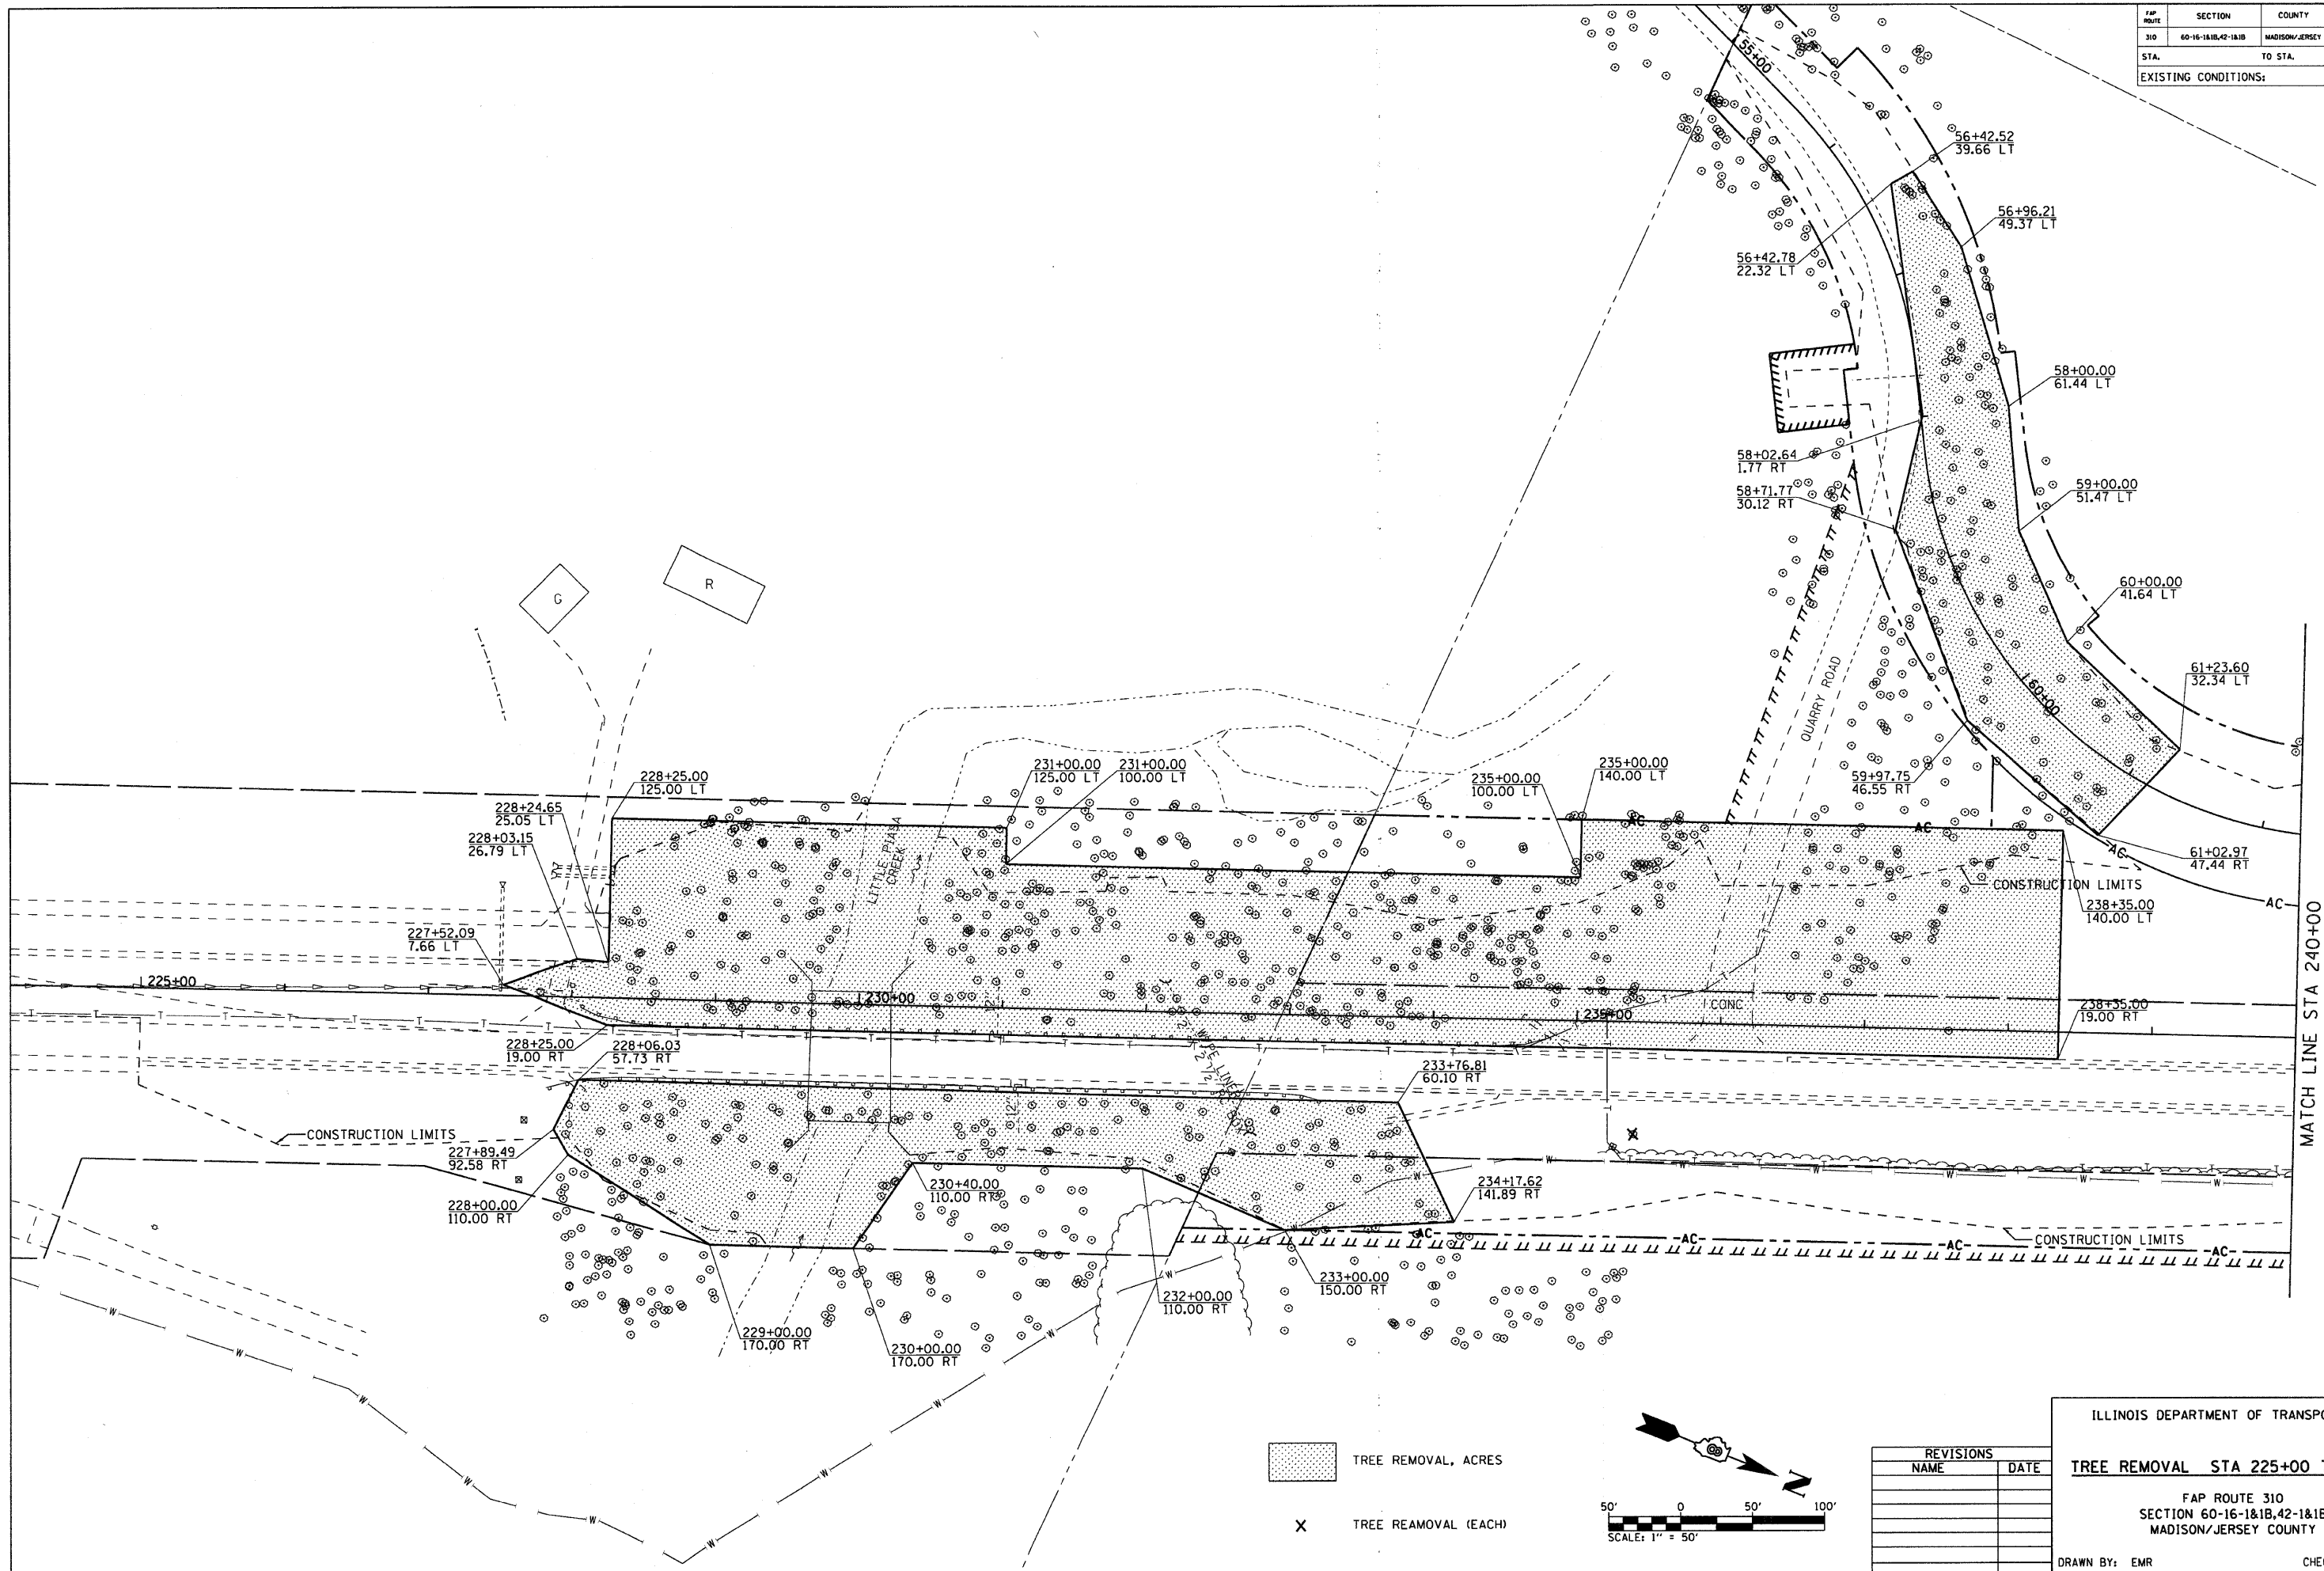 FAP ROUTE SECTION COUNTY
310 60-16-1&1B,42-1&1B MADISON/JERSEY
STA. TO STA.
EXISTING CONDITIONS:
55+00
56+42.52
39.66 LT
56+96.21
49.37 LT
56+42.78
22.32 LT
58+00.00
61.44 LT
58+02.64
1.77 RT
58+71.77
30.12 RT
59+00.00
51.47 LT
60+00.00
41.64 LT
61+23.60
32.34 LT
60+00
QUARRY ROAD
59+97.75
46.55 RT
61+02.97
47.44 RT
G
R
228+25.00
125.00 LT
231+00.00
125.00 LT
231+00.00
100.00 LT
235+00.00
100.00 LT
235+00.00
140.00 LT
228+24.65
25.05 LT
228+03.15
26.79 LT
LITTLE PIASA
CREEK
AC
AC
AC
AC
CONSTRUCTION LIMITS
238+35.00
140.00 LT
227+52.09
7.66 LT
225+00
230+00
235+00
CONC
12"
238+35.00
19.00 RT
MATCH LINE STA 240+00
228+25.00
19.00 RT
228+06.03
57.73 RT
233+76.81
60.10 RT
12"
CONSTRUCTION LIMITS
227+89.49
92.58 RT
228+00.00
110.00 RT
230+40.00
110.00 RT
234+17.62
141.89 RT
AC
AC
AC
AC
CONSTRUCTION LIMITS
232+00.00
110.00 RT
233+00.00
150.00 RT
229+00.00
170.00 RT
230+00.00
170.00 RT
TREE REMOVAL, ACRES
X TREE REAMOVAL (EACH)
N
50' 0 50' 100'
SCALE: 1" = 50'
REVISIONS
NAME DATE
ILLINOIS DEPARTMENT OF
TREE REMOVAL STA 225+00
FAP ROUTE 310
SECTION 60-16-1&1B,42-1&1B
MADISON/JERSEY COUNTY
DRAWN BY: EMR